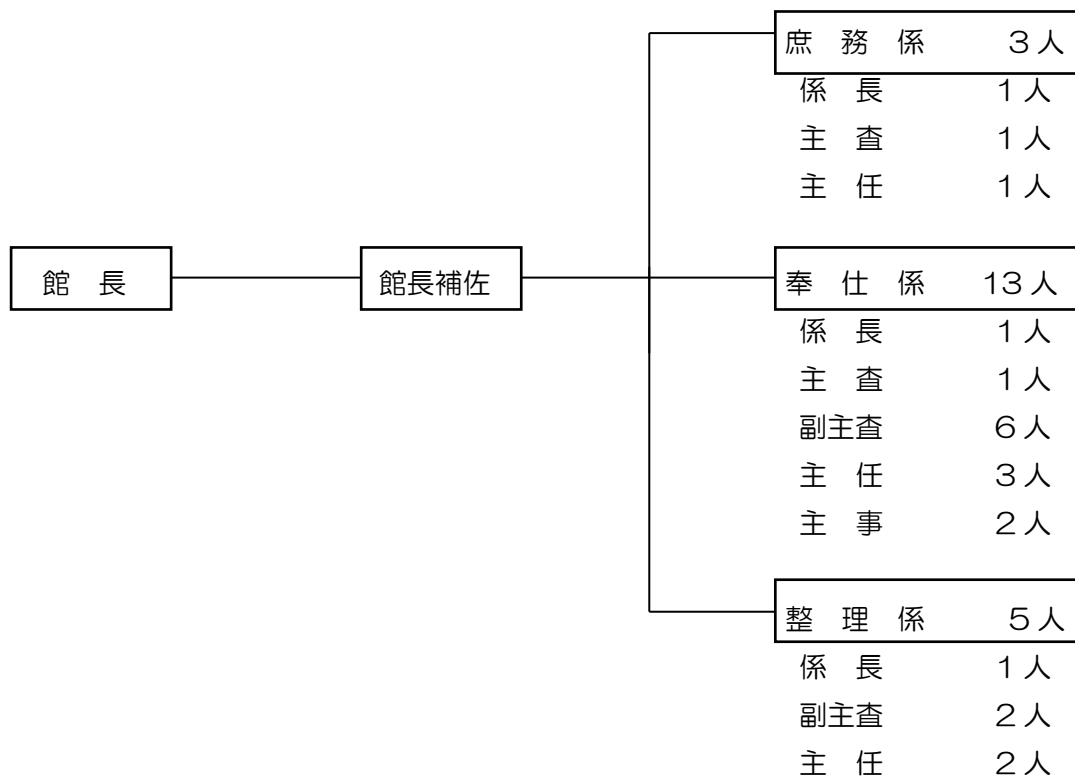 館　長
館長補佐
庶　務　係　　３人
係　長　　１人
主　査　　１人
主　任　　１人
奉　仕　係　　13人
係　長　　１人
主　査　　１人
副主査　　６人
主　任　　３人
主　事　　２人
整　理　係　　５人
係　長　　１人
副主査　　２人
主　任　　２人